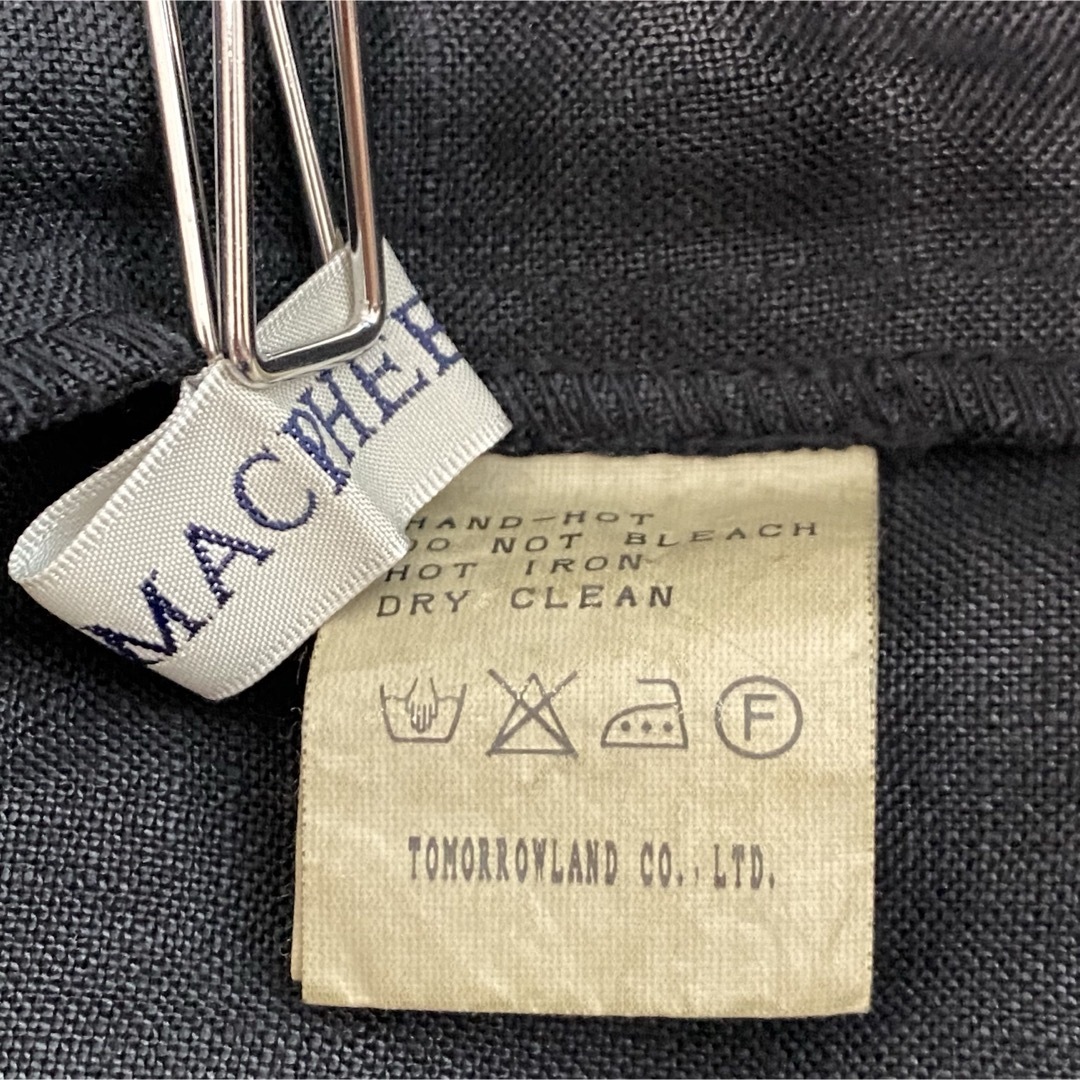 MACPHEE
HAND-HOT
DO NOT BLEACH
HOT IRON
DRY CLEAN
F
TOMORROWLAND CO., LTD.